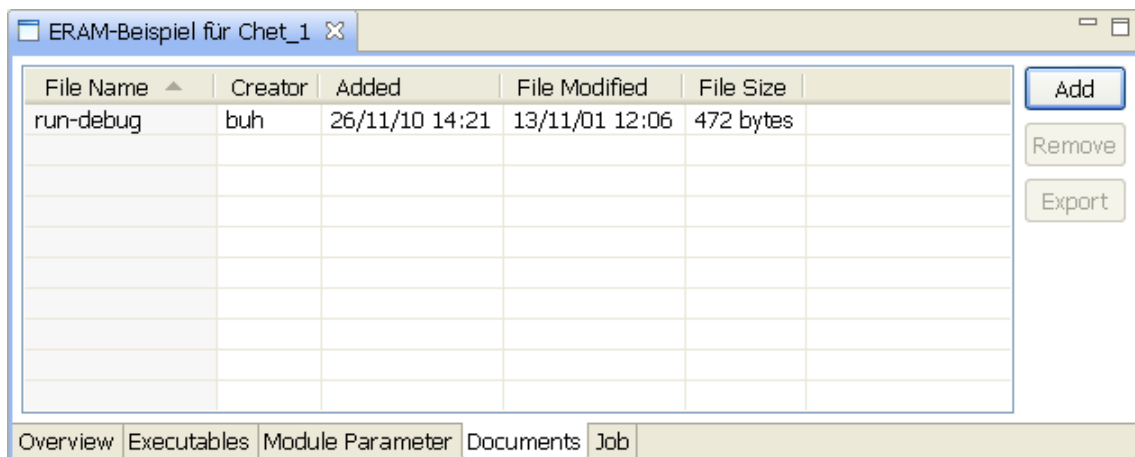 ERAM-Beispiel für Chet_1
File Name Creator Added File Modified File Size
run-debug buh 26/11/10 14:21 13/11/01 12:06 472 bytes
Add
Remove
Export
Overview Executables Module Parameter Documents Job